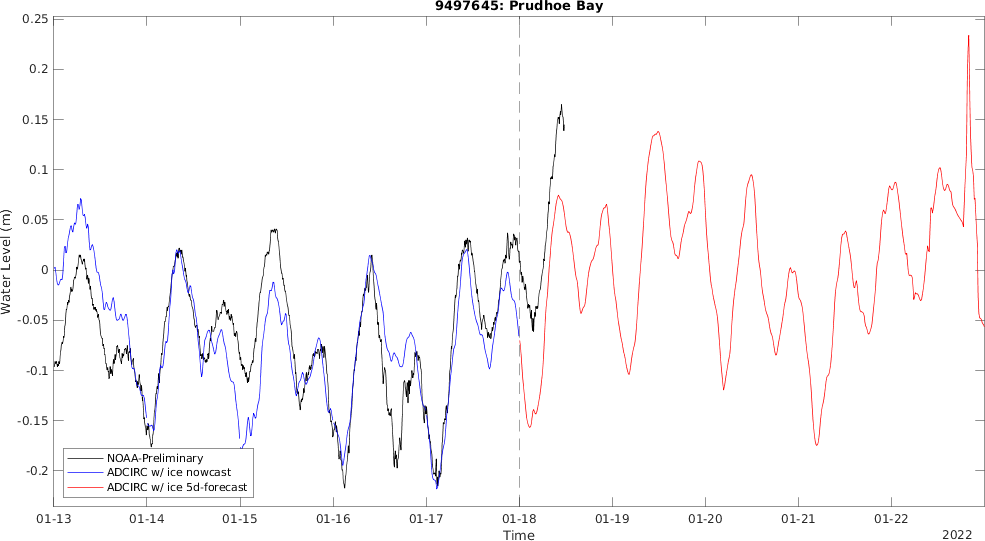 9497645: Prudhoe Bay
0.25
0.2
0.15
0.1
0.05
0
-0.05
-0.1
-0.15
-0.2
Water Level (m)
NOAA-Preliminary
ADCIRC w/ ice nowcast
ADCIRC w/ ice 5d-forecast
01-13 01-14 01-15 01-16 01-17 01-18 01-19 01-20 01-21 01-22
Time
2022